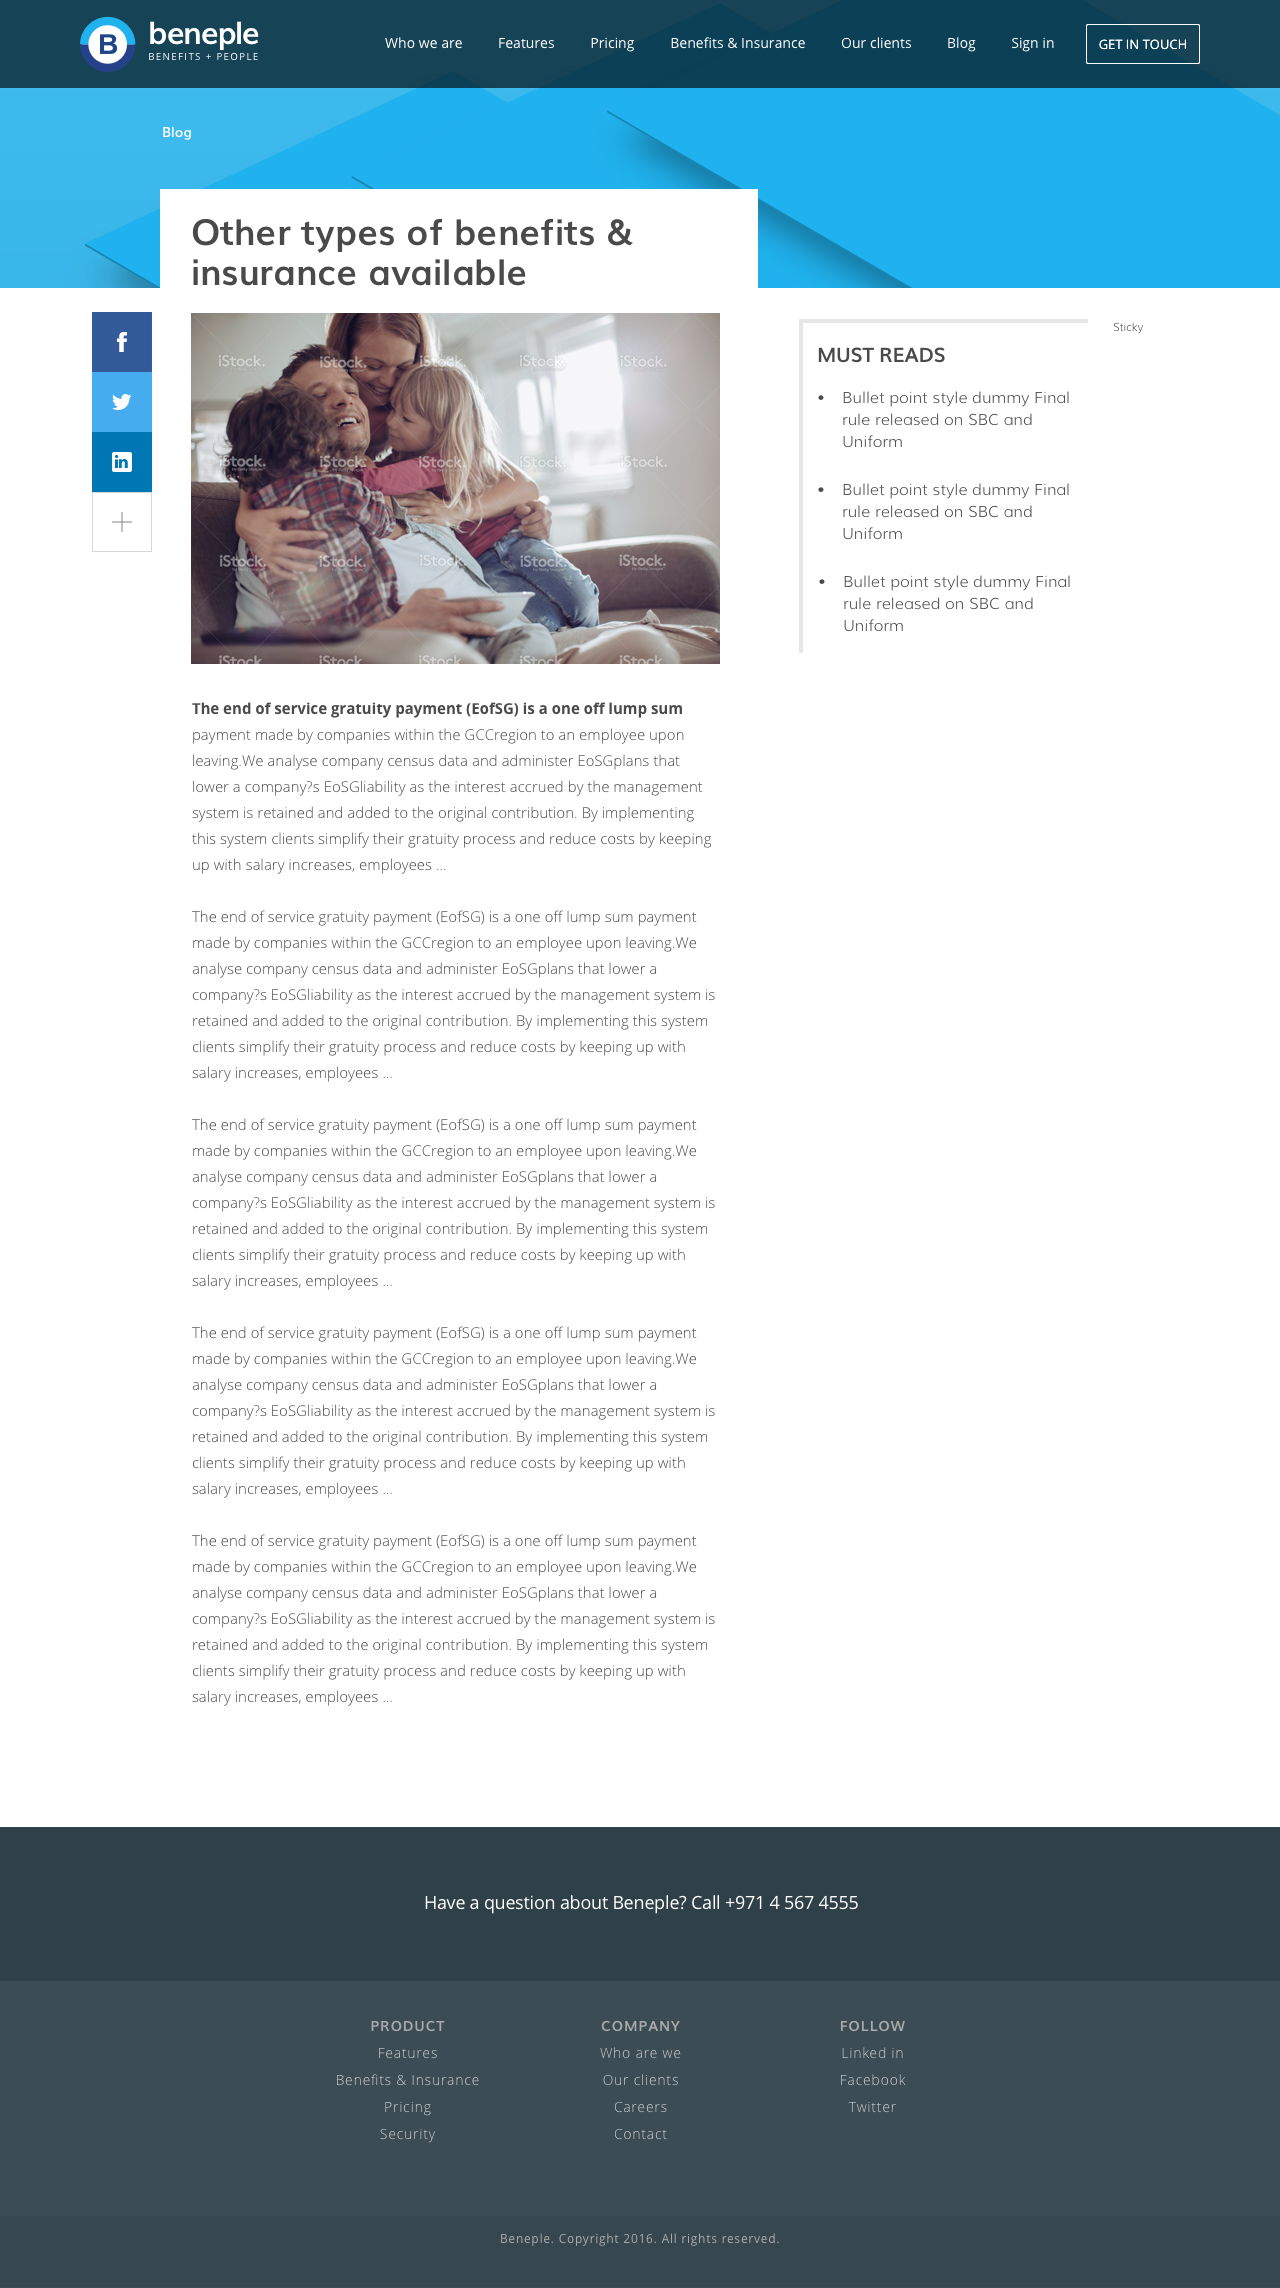 B beneple
BENEFITS + PEOPLE
Who we are Features Pricing Benefits & Insurance Our clients Blog Sign in GET IN TOUCH
Blog
Other types of benefits &
insurance available
f
in
iStock. iStock. iStock. iStock. iStock.
iStock. iStock. iStock. iStock. iStock.
iStock. iStock. iStock. iStock. iStock.
iStock. iStock. iStock. iStock. iStock.
Sticky
MUST READS
• Bullet point style dummy Final
rule released on SBC and
Uniform
• Bullet point style dummy Final
rule released on SBC and
Uniform
• Bullet point style dummy Final
rule released on SBC and
Uniform
The end of service gratuity payment (EofSG) is a one off lump sum
payment made by companies within the GCCregion to an employee upon
leaving.We analyse company census data and administer EoSGplans that
lower a company?s EoSGliability as the interest accrued by the management
system is retained and added to the original contribution. By implementing
this system clients simplify their gratuity process and reduce costs by keeping
up with salary increases, employees ...
The end of service gratuity payment (EofSG) is a one off lump sum payment
made by companies within the GCCregion to an employee upon leaving.We
analyse company census data and administer EoSGplans that lower a
company?s EoSGliability as the interest accrued by the management system is
retained and added to the original contribution. By implementing this system
clients simplify their gratuity process and reduce costs by keeping up with
salary increases, employees ...
The end of service gratuity payment (EofSG) is a one off lump sum payment
made by companies within the GCCregion to an employee upon leaving.We
analyse company census data and administer EoSGplans that lower a
company?s EoSGliability as the interest accrued by the management system is
retained and added to the original contribution. By implementing this system
clients simplify their gratuity process and reduce costs by keeping up with
salary increases, employees ...
The end of service gratuity payment (EofSG) is a one off lump sum payment
made by companies within the GCCregion to an employee upon leaving.We
analyse company census data and administer EoSGplans that lower a
company?s EoSGliability as the interest accrued by the management system is
retained and added to the original contribution. By implementing this system
clients simplify their gratuity process and reduce costs by keeping up with
salary increases, employees ...
The end of service gratuity payment (EofSG) is a one off lump sum payment
made by companies within the GCCregion to an employee upon leaving.We
analyse company census data and administer EoSGplans that lower a
company?s EoSGliability as the interest accrued by the management system is
retained and added to the original contribution. By implementing this system
clients simplify their gratuity process and reduce costs by keeping up with
salary increases, employees ...
Have a question about Beneple? Call +971 4 567 4555
PRODUCT
Features
Benefits & Insurance
Pricing
Security
COMPANY
Who are we
Our clients
Careers
Contact
FOLLOW
Linked in
Facebook
Twitter
Beneple. Copyright 2016. All rights reserved.